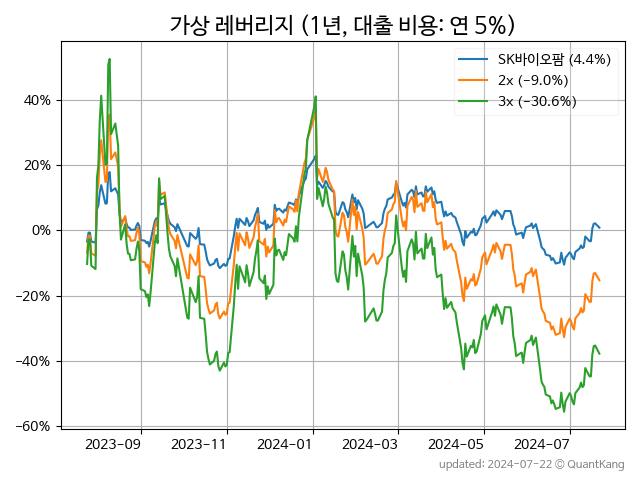 가상 레버리지 (1년, 대출 비용: 연 5%)
SK바이오팜 (4.4%)
2x (−9.0%)
3x (−30.6%)
40%
20%
0%
−20%
−40%
−60%
2023-09
2023-11
2024-01
2024-03
2024-05
2024-07
updated: 2024-07-22 © QuantKang